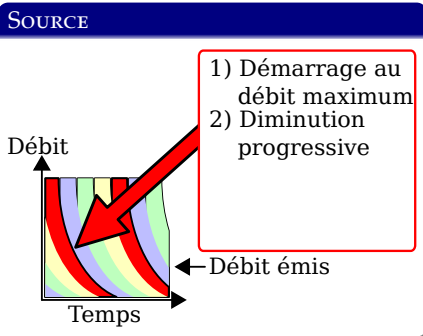 SOURCE
1) Démarrage au
débit maximum
2) Diminution
progressive
Débit
Débit émis
Temps